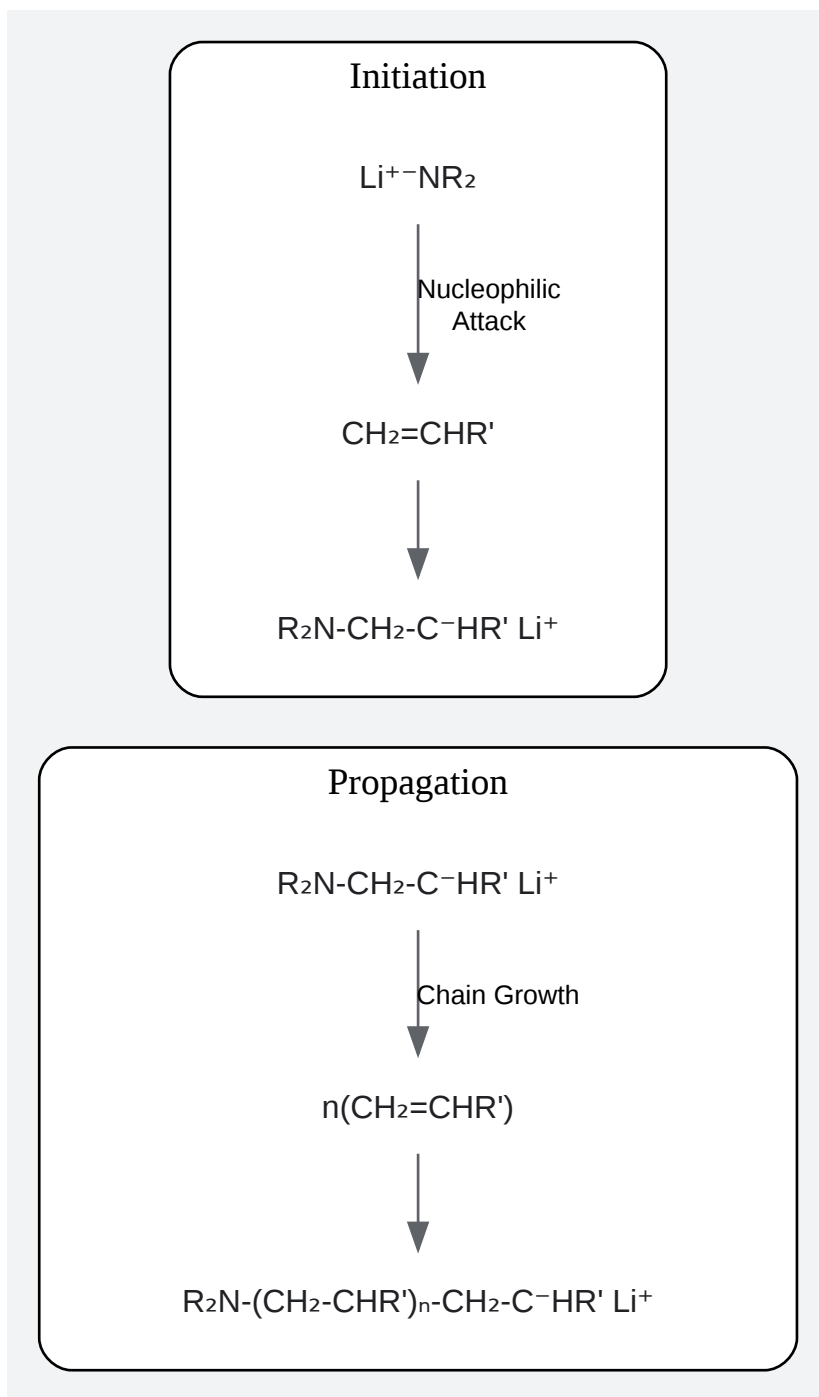 Initiation
Li⁺⁻NR₂
Nucleophilic
Attack
CH₂=CHR'
R₂N-CH₂-C⁻HR' Li⁺
Propagation
R₂N-CH₂-C⁻HR' Li⁺
Chain Growth
n(CH₂=CHR')
R₂N-(CH₂-CHR')ₙ-CH₂-C⁻HR' Li⁺